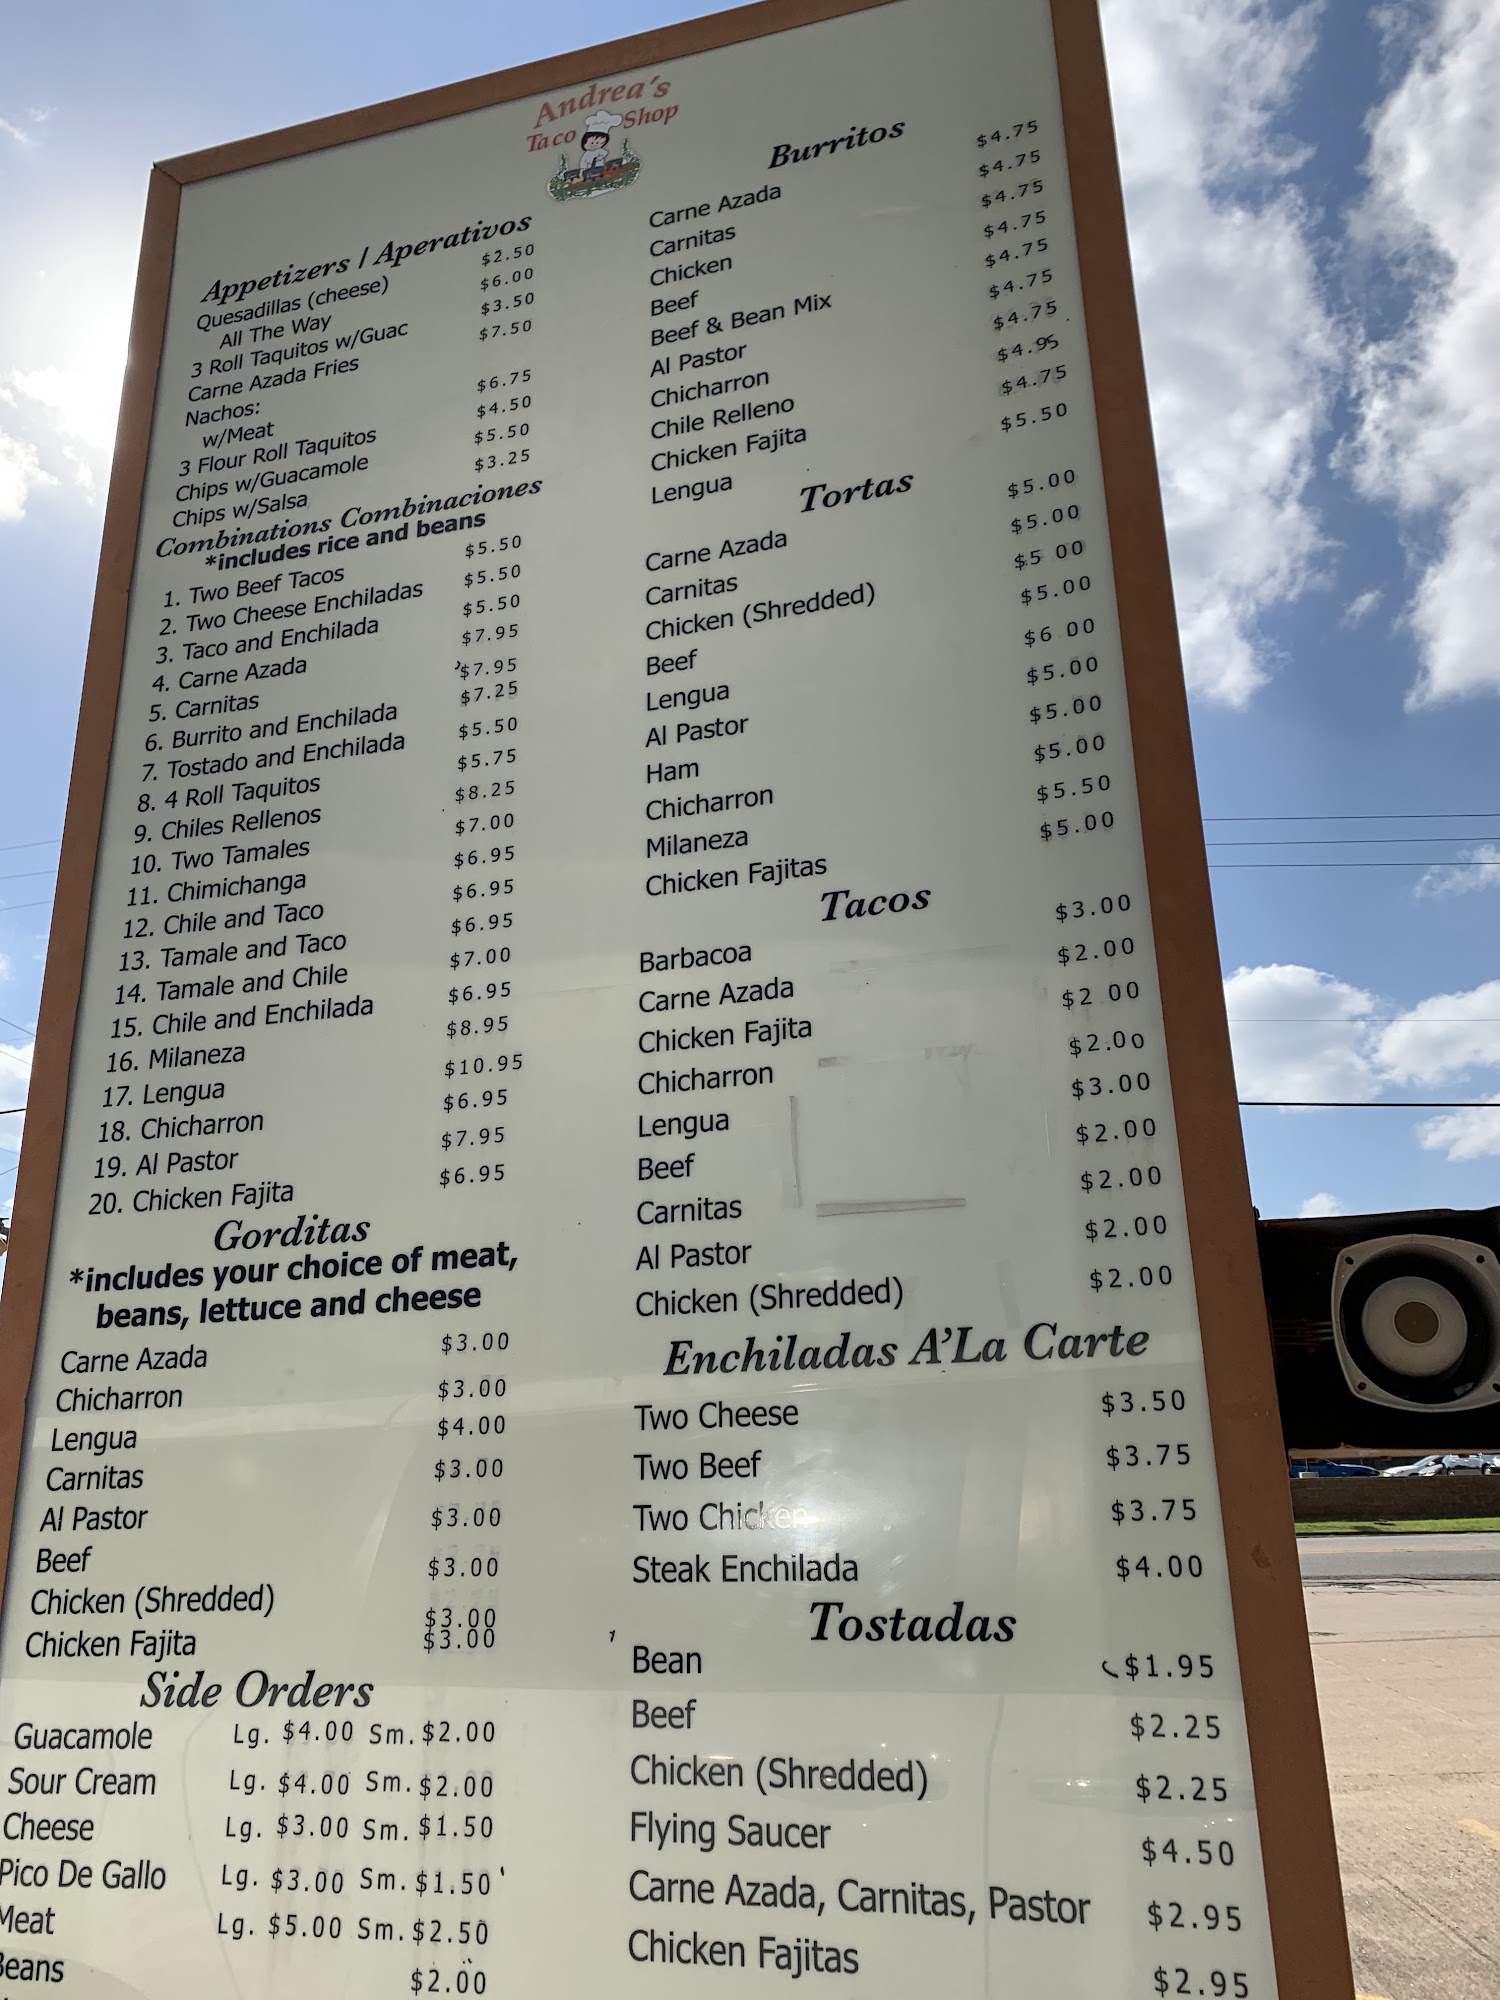 Andrea's
Taco Shop
Appetizers / Aperativos
Quesadillas (cheese) $2.50
All The Way $6.00
3 Roll Taquitos w/Guac $3.50
Carne Azada Fries $7.50
Nachos:
w/Meat $6.75
3 Flour Roll Taquitos $4.50
Chips w/Guacamole $5.50
Chips w/Salsa $3.25
Combinations Combinaciones
*includes rice and beans
1. Two Beef Tacos $5.50
2. Two Cheese Enchiladas $5.50
3. Taco and Enchilada $5.50
4. Carne Azada $7.95
5. Carnitas $7.95
6. Burrito and Enchilada $7.25
7. Tostado and Enchilada $5.50
8. 4 Roll Taquitos $5.75
9. Chiles Rellenos $8.25
10. Two Tamales $7.00
11. Chimichanga $6.95
12. Chile and Taco $6.95
13. Tamale and Taco $6.95
14. Tamale and Chile $7.00
15. Chile and Enchilada $6.95
16. Milaneza $8.95
17. Lengua $10.95
18. Chicharron $6.95
19. Al Pastor $7.95
20. Chicken Fajita $6.95
Gorditas
*includes your choice of meat,
beans, lettuce and cheese
Carne Azada $3.00
Chicharron $3.00
Lengua $4.00
Carnitas $3.00
Al Pastor $3.00
Beef $3.00
Chicken (Shredded) $3.00
Chicken Fajita $3.00
Side Orders
Guacamole Lg. $4.00 Sm. $2.00
Sour Cream Lg. $4.00 Sm. $2.00
Cheese Lg. $3.00 Sm. $1.50
Pico De Gallo Lg. $3.00 Sm. $1.50
Meat Lg. $5.00 Sm. $2.50
Beans $2.00
Burritos
Carne Azada $4.75
Carnitas $4.75
Chicken $4.75
Beef $4.75
Beef & Bean Mix $4.75
Al Pastor $4.75
Chicharron $4.75
Chile Relleno $4.95
Chicken Fajita $4.75
Lengua $5.50
Tortas
Carne Azada $5.00
Carnitas $5.00
Chicken (Shredded) $5 00
Beef $5.00
Lengua $6 00
Al Pastor $5.00
Ham $5.00
Chicharron $5.00
Milaneza $5.50
Chicken Fajitas $5.00
Tacos
Barbacoa $3.00
Carne Azada $2.00
Chicken Fajita $2 00
Chicharron $2.00
Lengua $3.00
Beef $2.00
Carnitas $2.00
Al Pastor $2.00
Chicken (Shredded) $2.00
Enchiladas A'La Carte
Two Cheese $3.50
Two Beef $3.75
Two Chicken $3.75
Steak Enchilada $4.00
Tostadas
Bean $1.95
Beef $2.25
Chicken (Shredded) $2.25
Flying Saucer $4.50
Carne Azada, Carnitas, Pastor $2.95
Chicken Fajitas $2.95